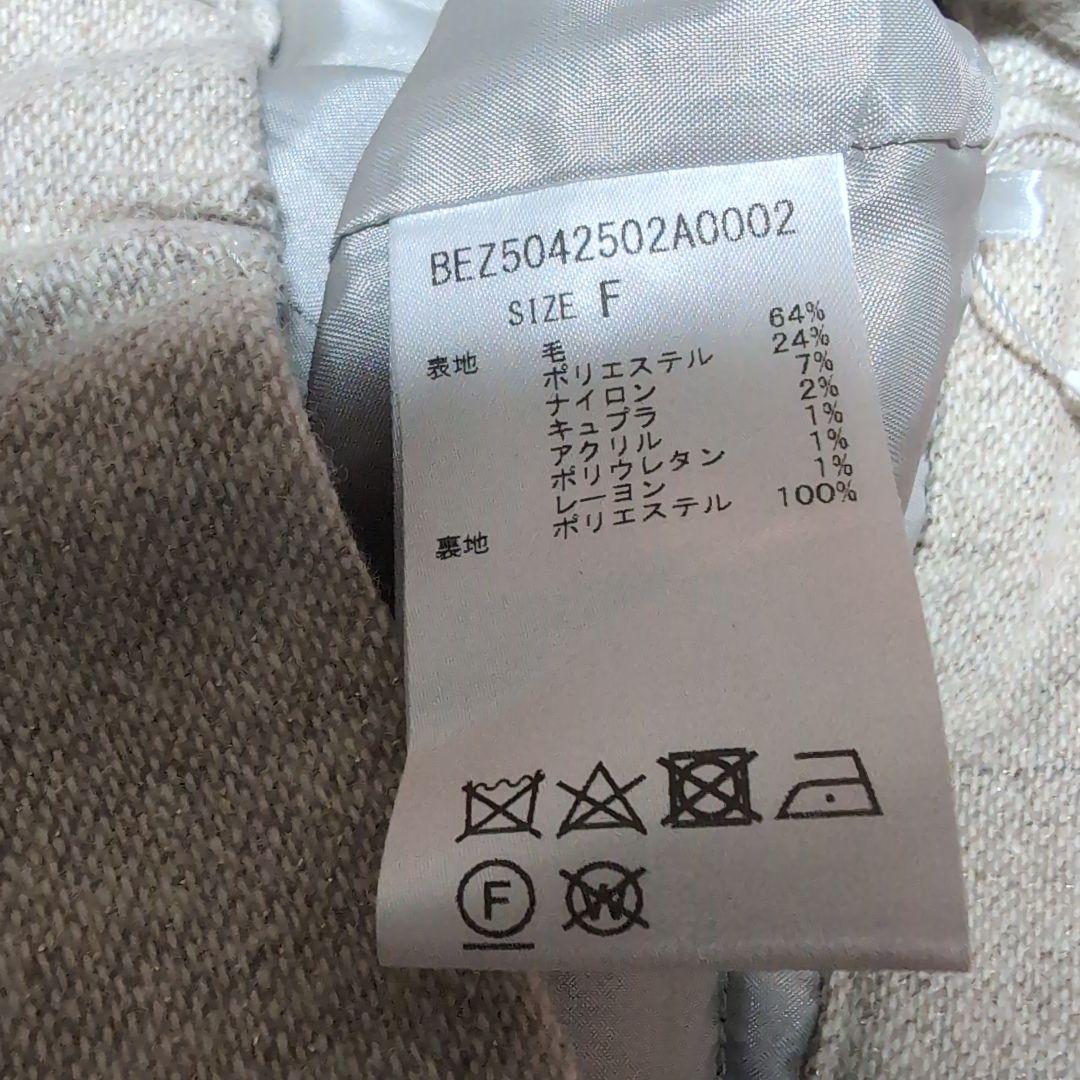 BEZ5042502A0002
SIZE F
表地 毛 64%
ポリエステル 24%
ナイロン 7%
キュプラ 2%
アクリル 1%
ポリウレタン 1%
レーヨン 1%
裏地 ポリエステル 100%
F W